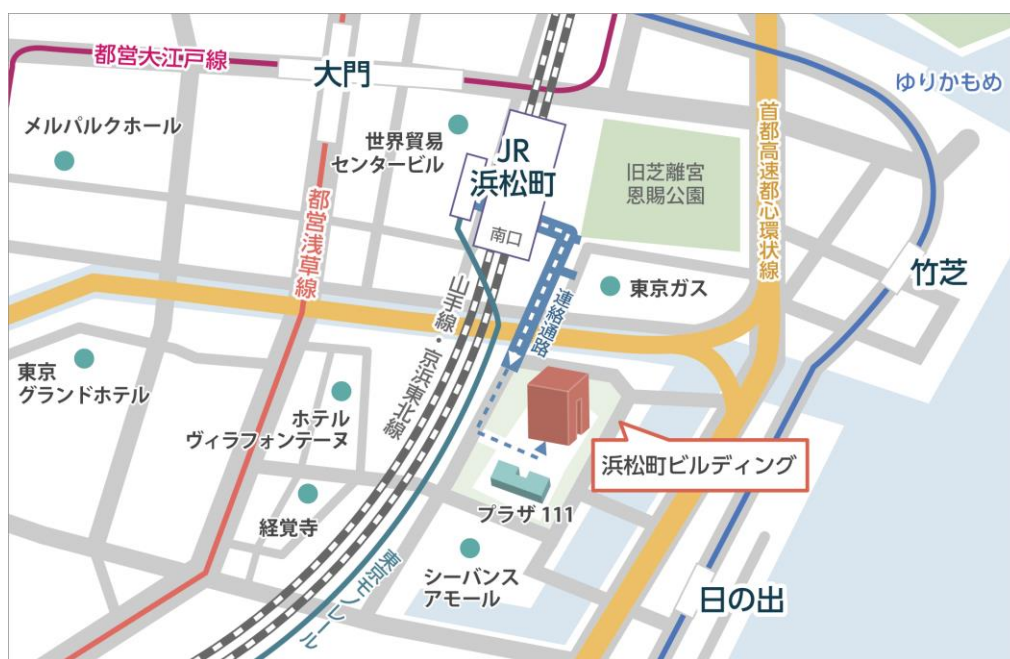 都営大江戸線
大門
ゆりかもめ
メルパルクホール
世界貿易
センタービル
JR
浜松町
南口
旧芝離宮
恩賜公園
首都高速都心環状線
都営浅草線
竹芝
東京ガス
連絡通路
山手線・京浜東北線
東京
グランドホテル
ホテル
ヴィラフォンテーヌ
浜松町ビルディング
プラザ 111
経覚寺
シーバンス
アモール
東京モノレール
日の出